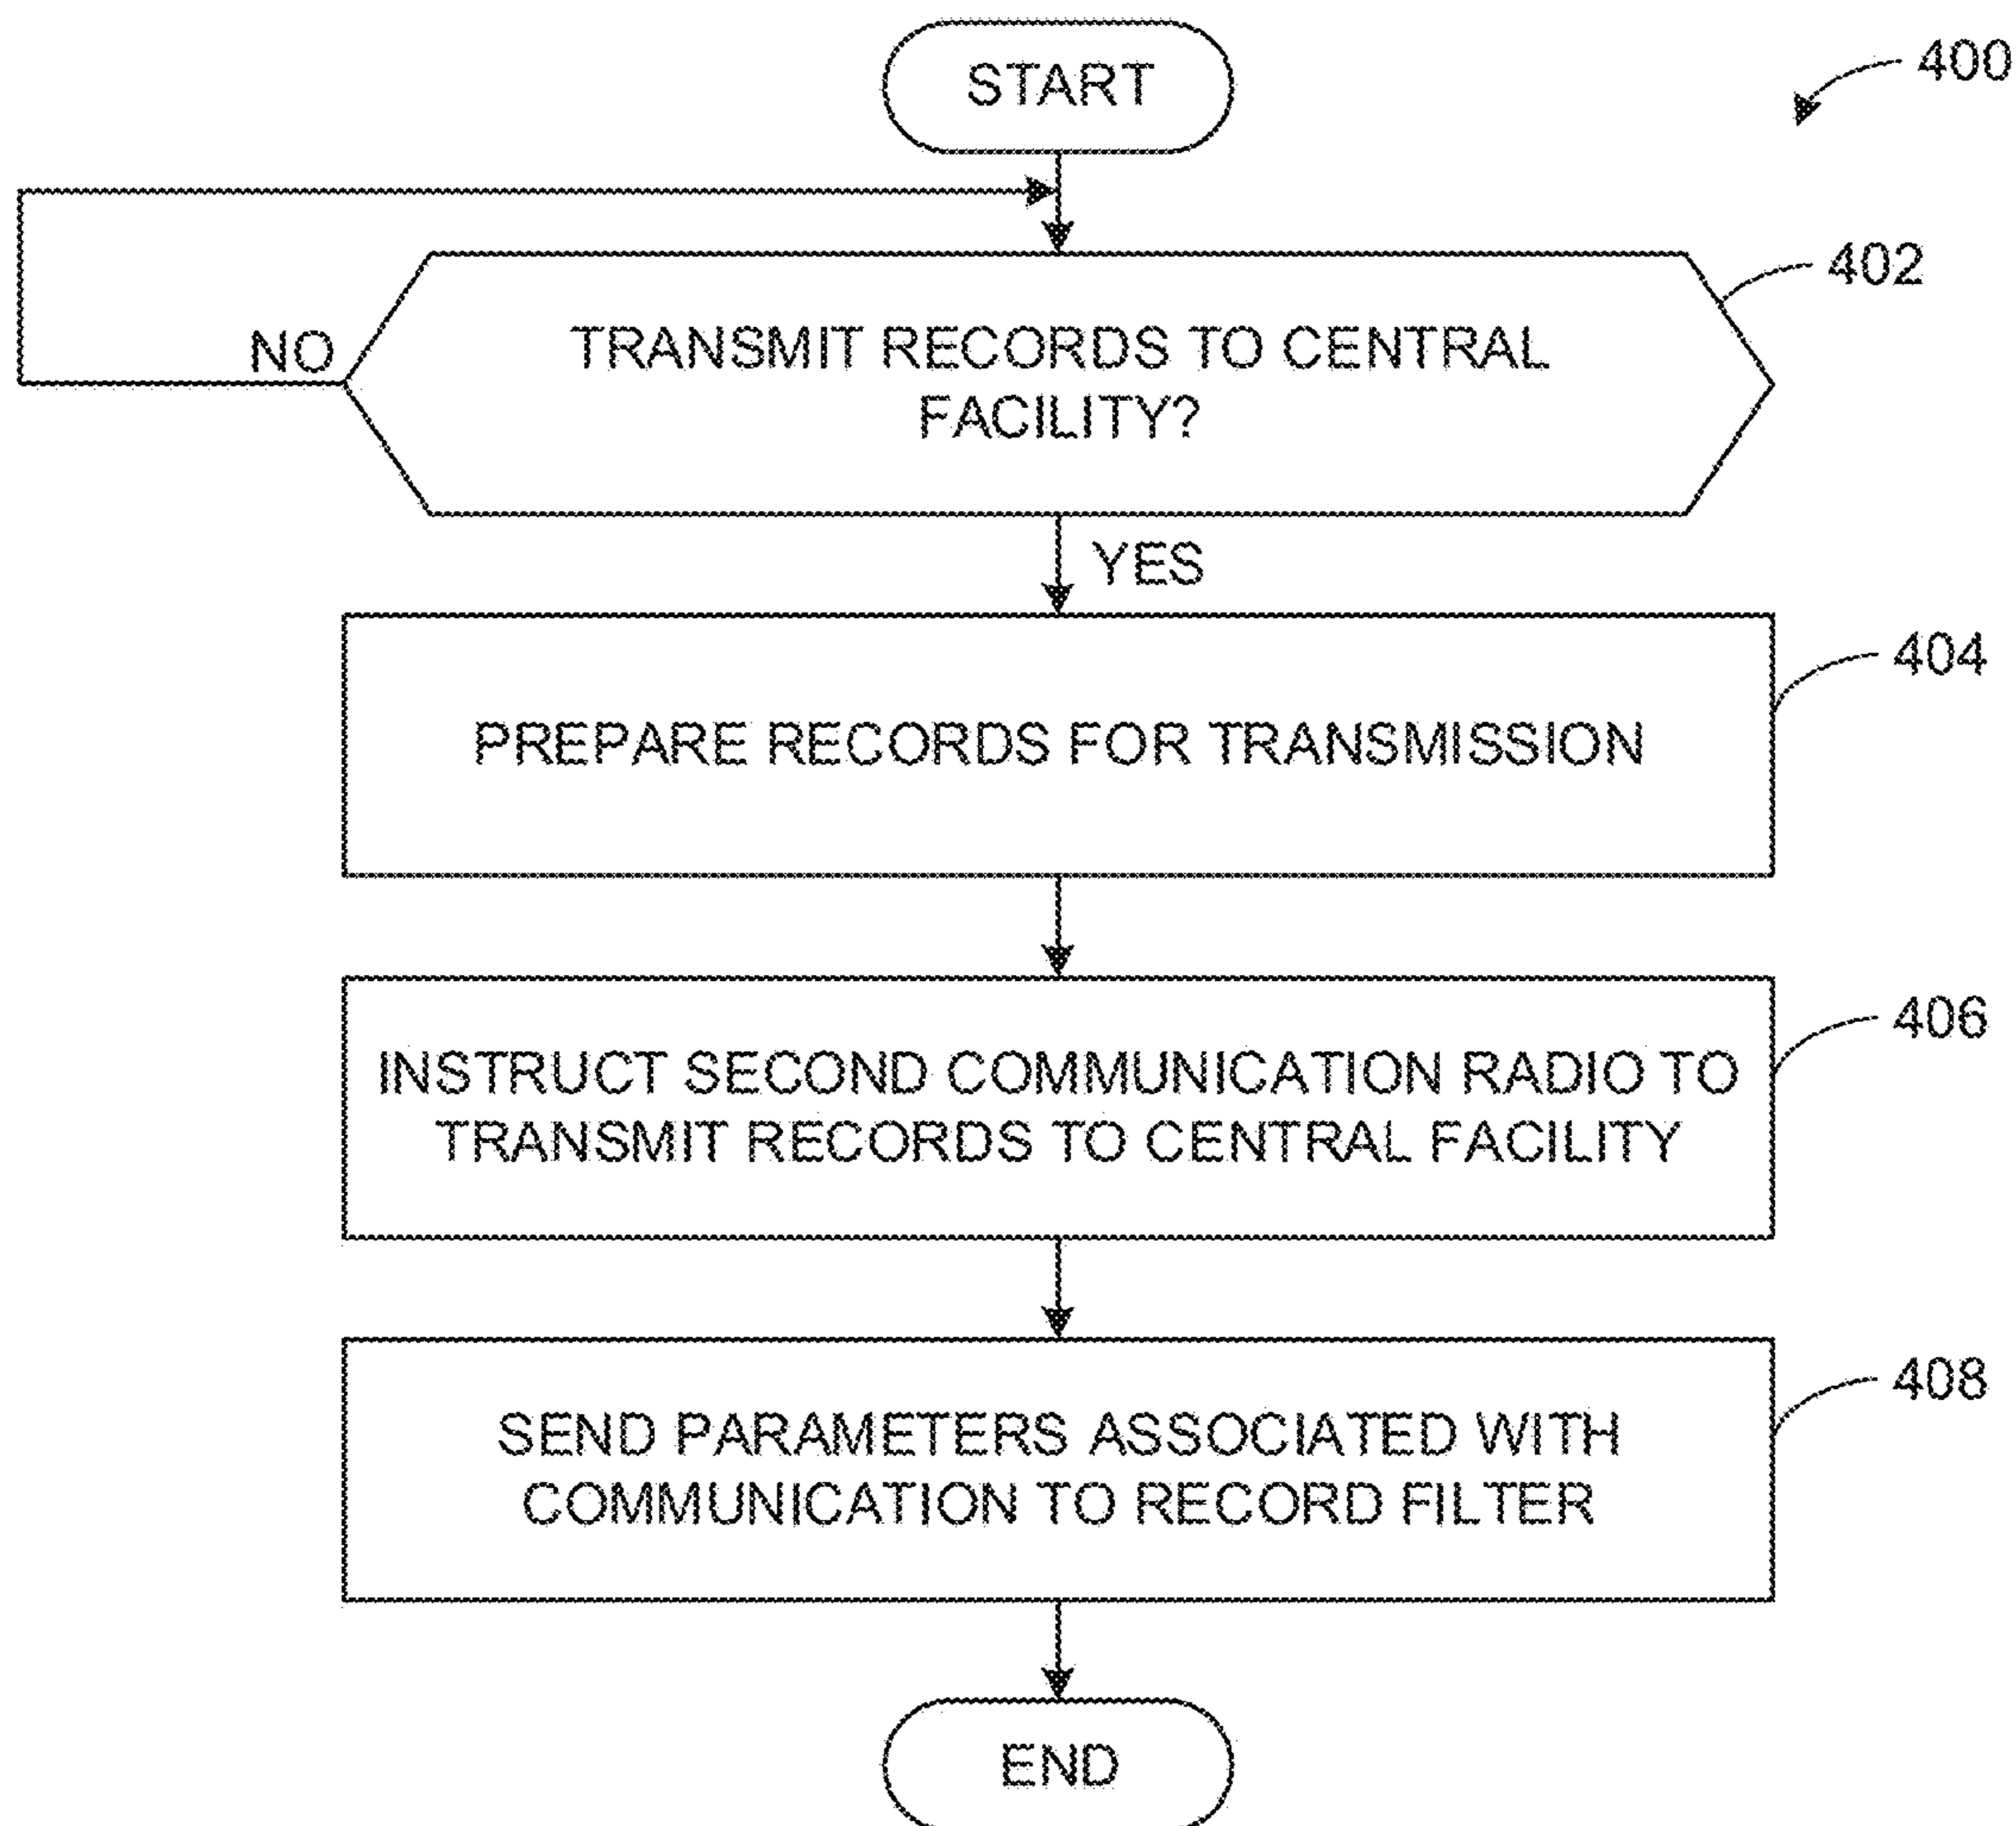 START
400
402
TRANSMIT RECORDS TO CENTRAL
FACILITY?
NO
YES
404
PREPARE RECORDS FOR TRANSMISSION
406
INSTRUCT SECOND COMMUNICATION RADIO TO
TRANSMIT RECORDS TO CENTRAL FACILITY
408
SEND PARAMETERS ASSOCIATED WITH
COMMUNICATION TO RECORD FILTER
END